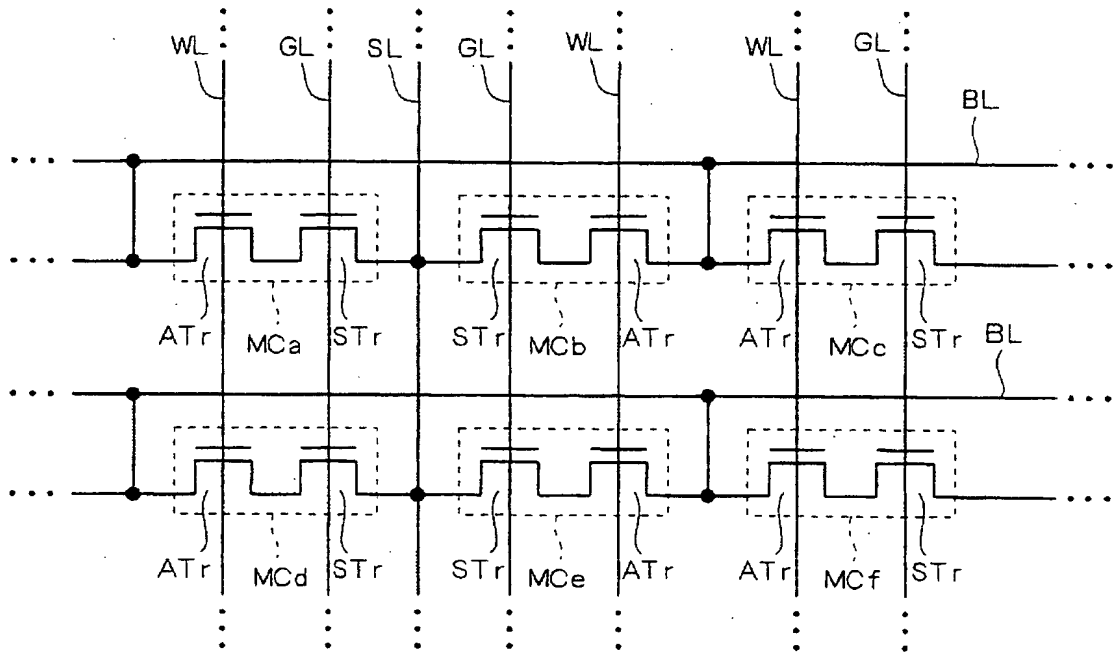 WL GL SL GL WL WL GL
BL
ATr MCa STr STr MCb ATr ATr MCc STr
BL
ATr MCd STr STr MCe ATr ATr MCf STr